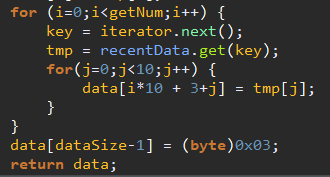 for (i=0;i<getNum;i++) {
key = iterator.next();
tmp = recentData.get(key);
for(j=0;j<10;j++) {
data[i*10 + 3+j] = tmp[j];
}
}
data[dataSize-1] = (byte)0x03;
return data;